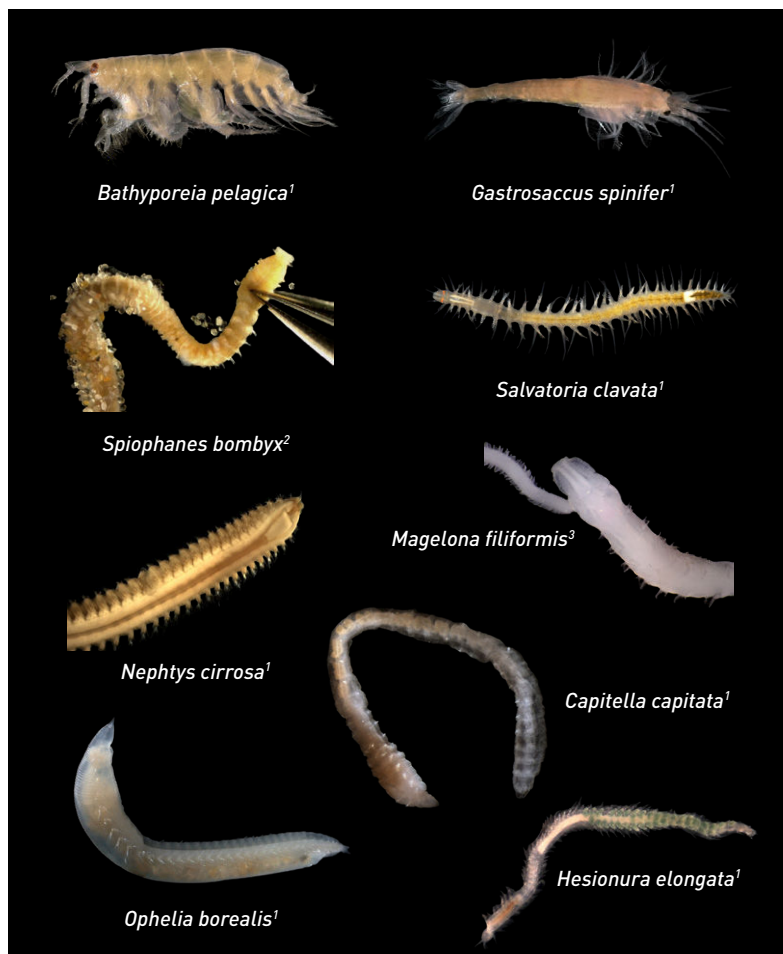 Bathyporeia pelagica¹
Gastrosaccus spinifer¹
Salvatoria clavata¹
Spiophanes bombyx²
Magelona filiformis³
Nephtys cirrosa¹
Capitella capitata¹
Hesionura elongata¹
Ophelia borealis¹